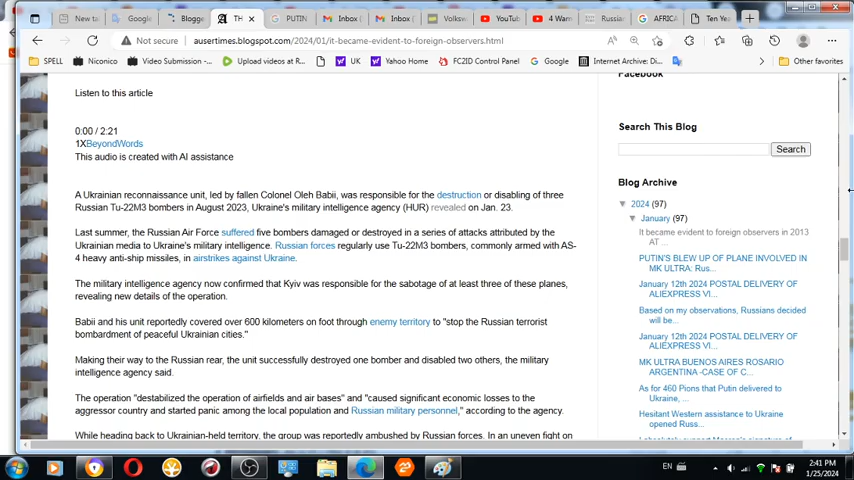 New ta
Google
Blogge
TH
PUTIN
Inbox (
Inbox (
Volksw
YouTu
4 Warn
Russian
AFRICA
Ten Ye
Not secure
ausertimes.blogspot.com/2024/01/it-became-evident-to-foreign-observers.html
SPELL
Niconico
Video Submission -...
Upload videos at R...
UK
Yahoo Home
FC2ID Control Panel
Google
Internet Archive: Di...
Other favorites
Listen to this article
0:00 / 2:21
1XBeyondWords
This audio is created with AI assistance
A Ukrainian reconnaissance unit, led by fallen Colonel Oleh Babii, was responsible for the destruction or disabling of three
Russian Tu-22M3 bombers in August 2023, Ukraine's military intelligence agency (HUR) revealed on Jan. 23.
Last summer, the Russian Air Force suffered five bombers damaged or destroyed in a series of attacks attributed by the
Ukrainian media to Ukraine's military intelligence. Russian forces regularly use Tu-22M3 bombers, commonly armed with AS-
4 heavy anti-ship missiles, in airstrikes against Ukraine.
The military intelligence agency now confirmed that Kyiv was responsible for the sabotage of at least three of these planes,
revealing new details of the operation.
Babii and his unit reportedly covered over 600 kilometers on foot through enemy territory to "stop the Russian terrorist
bombardment of peaceful Ukrainian cities."
Making their way to the Russian rear, the unit successfully destroyed one bomber and disabled two others, the military
intelligence agency said.
The operation "destabilized the operation of airfields and air bases" and "caused significant economic losses to the
aggressor country and started panic among the local population and Russian military personnel," according to the agency.
While heading back to Ukrainian-held territory, the group was reportedly ambushed by Russian forces. In an uneven fight on
Facebook
Search This Blog
Search
Blog Archive
▼ 2024 (97)
▼ January (97)
It became evident to foreign observers in 2013
AT ...
PUTIN'S BLEW UP OF PLANE INVOLVED IN
MK ULTRA: Rus...
January 12th 2024 POSTAL DELIVERY OF
ALIEXPRESS VI...
Based on my observations, Russians decided
will be...
January 12th 2024 POSTAL DELIVERY OF
ALIEXPRESS VI...
MK ULTRA BUENOS AIRES ROSARIO
ARGENTINA -CASE OF C...
As for 460 Pions that Putin delivered to
Ukraine, ...
Hesitant Western assistance to Ukraine
opened Russ...
EN
2:41 PM
1/25/2024